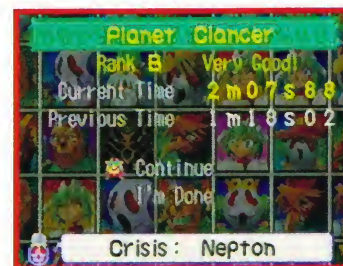 Planet Clancer
Rank B Very Good!
Current Time 2m07s88
Previous Time 1m18s02
Continue
I'm Done
Crisis: Nepton